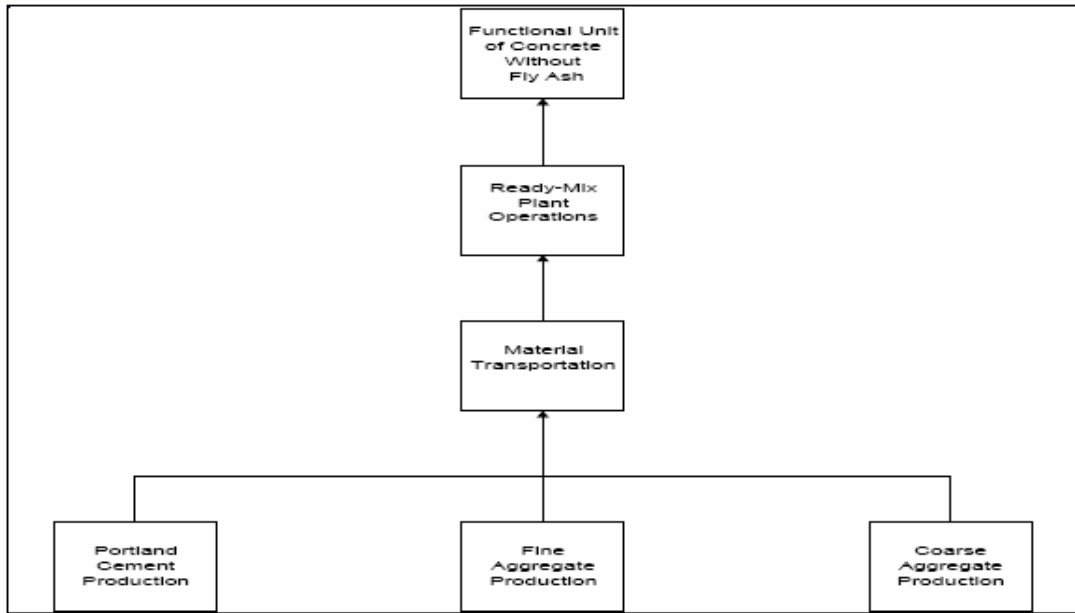 Functional Unit
of Concrete
Without
Fly Ash
Ready-Mix
Plant
Operations
Material
Transportation
Portland
Cement
Production
Fine
Aggregate
Production
Coarse
Aggregate
Production